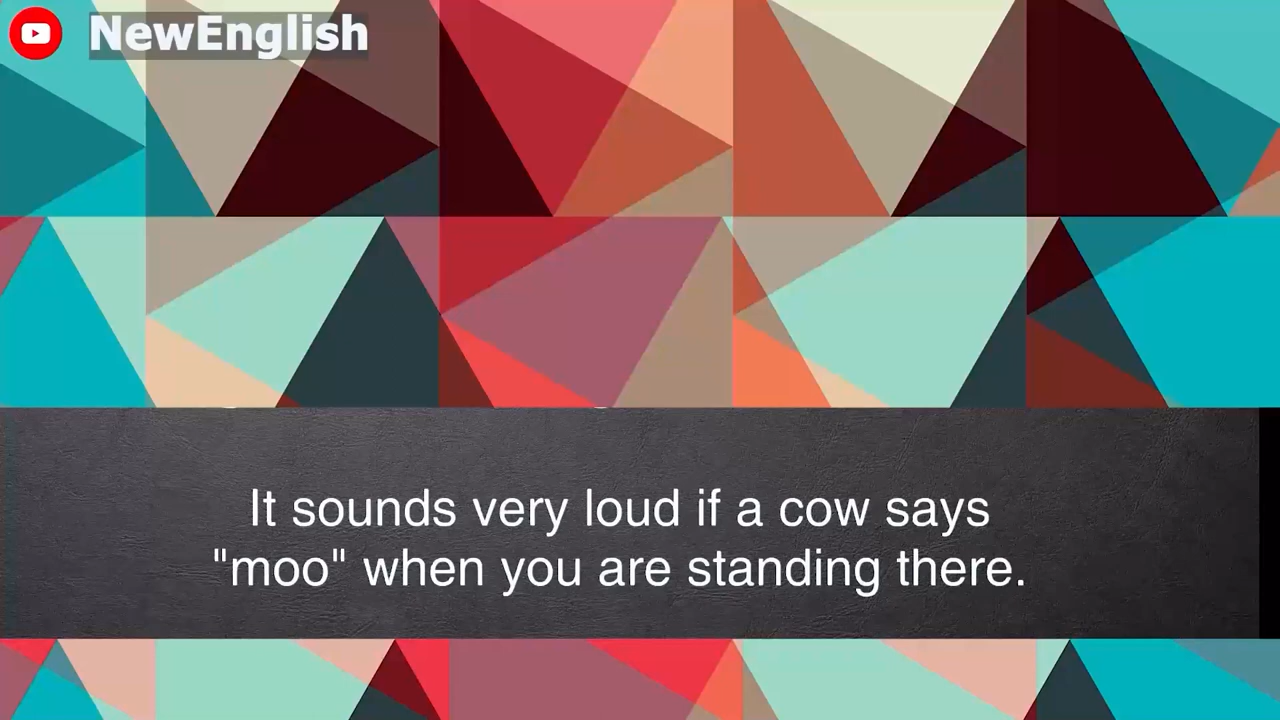 NewEnglish
It sounds very loud if a cow says
"moo" when you are standing there.